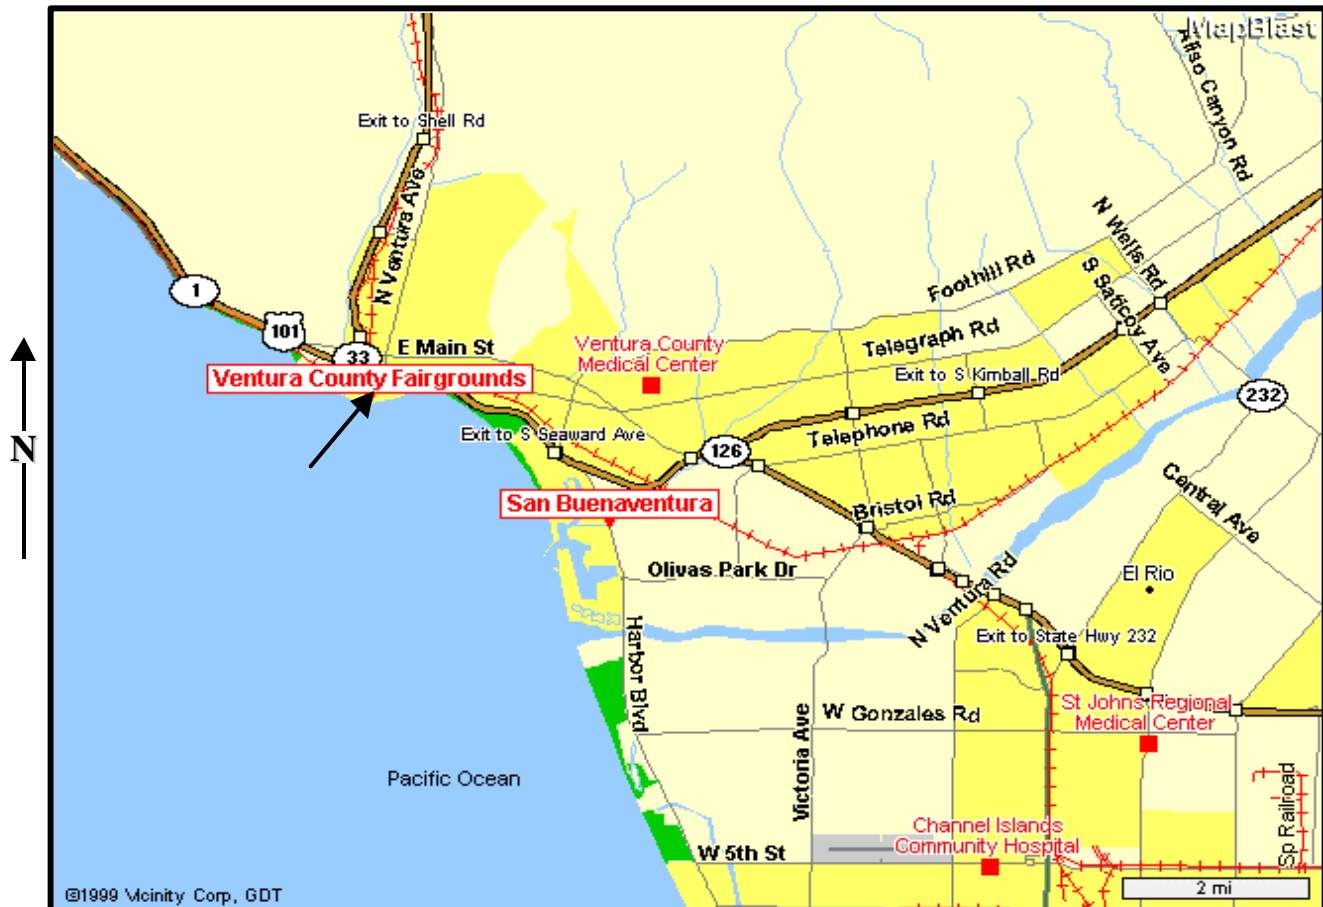 MapBlast
Aliso Canyon Rd
Exit to Shell Rd
N Ventura Ave
N Wells Rd
Foothill Rd
S Saticoy Ave
1
101
33
E Main St
Ventura County
Medical Center
Telegraph Rd
Ventura County Fairgrounds
Exit to S Kimball Rd
232
N
Exit to S Seaward Ave
Telephone Rd
126
San Buenaventura
Bristol Rd
Central Ave
Olivas Park Dr
El Rio
N Ventura Rd
Exit to State Hwy 232
Harbor Blvd
St Johns Regional
Medical Center
W Gonzales Rd
Victoria Ave
Pacific Ocean
Sp Railroad
Channel Islands
Community Hospital
W 5th St
2 mi
©1999 Vicinity Corp, GDT